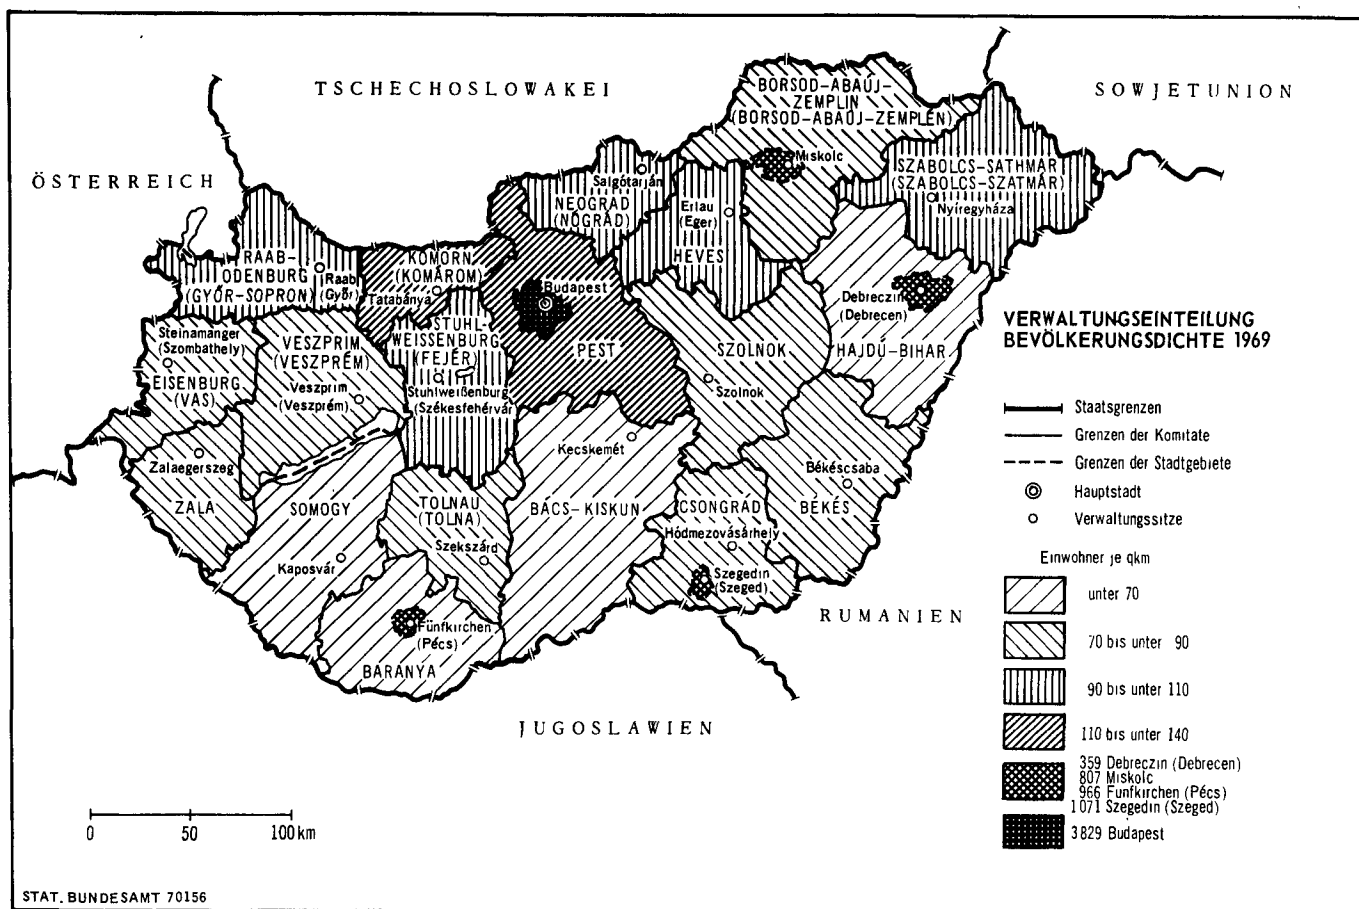 TSCHECHOSLOWAKEI
SOWJETUNION
ÖSTERREICH
BORSOD-ABAÚJ-
ZEMPLIN
(BORSOD-ABAÚJ-ZEMPLÉN)
Miskolc
SZABOLCS-SATHMAR
(SZABOLCS-SZATMÁR)
Nyíregyháza
Salgótarján
NEOGRAD
(NÓGRÁD)
Erlau
(Eger)
HEVES
RAAB-
ÖDENBURG
(GYŐR-SOPRON)
Raab
(Győr)
KOMORN
(KOMÁROM)
Tatabánya
Budapest
PEST
Debreczin
(Debrecen)
HAJDÚ-BIHAR
Steinamanger
(Szombathely)
EISENBURG
(VAS)
VESZPRIM
(VESZPRÉM)
Veszprim
(Veszprém)
STUHL-
WEISSENBURG
(FEJÉR)
Stuhlweißenburg
(Székesfehérvár
SZOLNOK
Szolnok
Zalaegerszeg
ZALA
SOMOGY
Kaposvár
TOLNAU
(TOLNA)
Szekszárd
Kecskemét
BÁCS-KISKUN
CSONGRÁD
Hódmezovásárhely
Szegedin
(Szeged)
Békéscsaba
BÉKÉS
Fünfkirchen
(Pécs)
BARANYA
RUMANIEN
JUGOSLAWIEN
VERWALTUNGSEINTEILUNG
BEVÖLKERUNGSDICHTE 1969
Staatsgrenzen
Grenzen der Komitate
Grenzen der Stadtgebiete
Hauptstadt
Verwaltungssitze
Einwohner je qkm
unter 70
70 bis unter 90
90 bis unter 110
110 bis unter 140
359 Debreczin (Debrecen)
807 Miskolc
966 Funfkirchen (Pécs)
1071 Szegedin (Szeged)
3829 Budapest
0 50 100 km
STAT. BUNDESAMT 70156